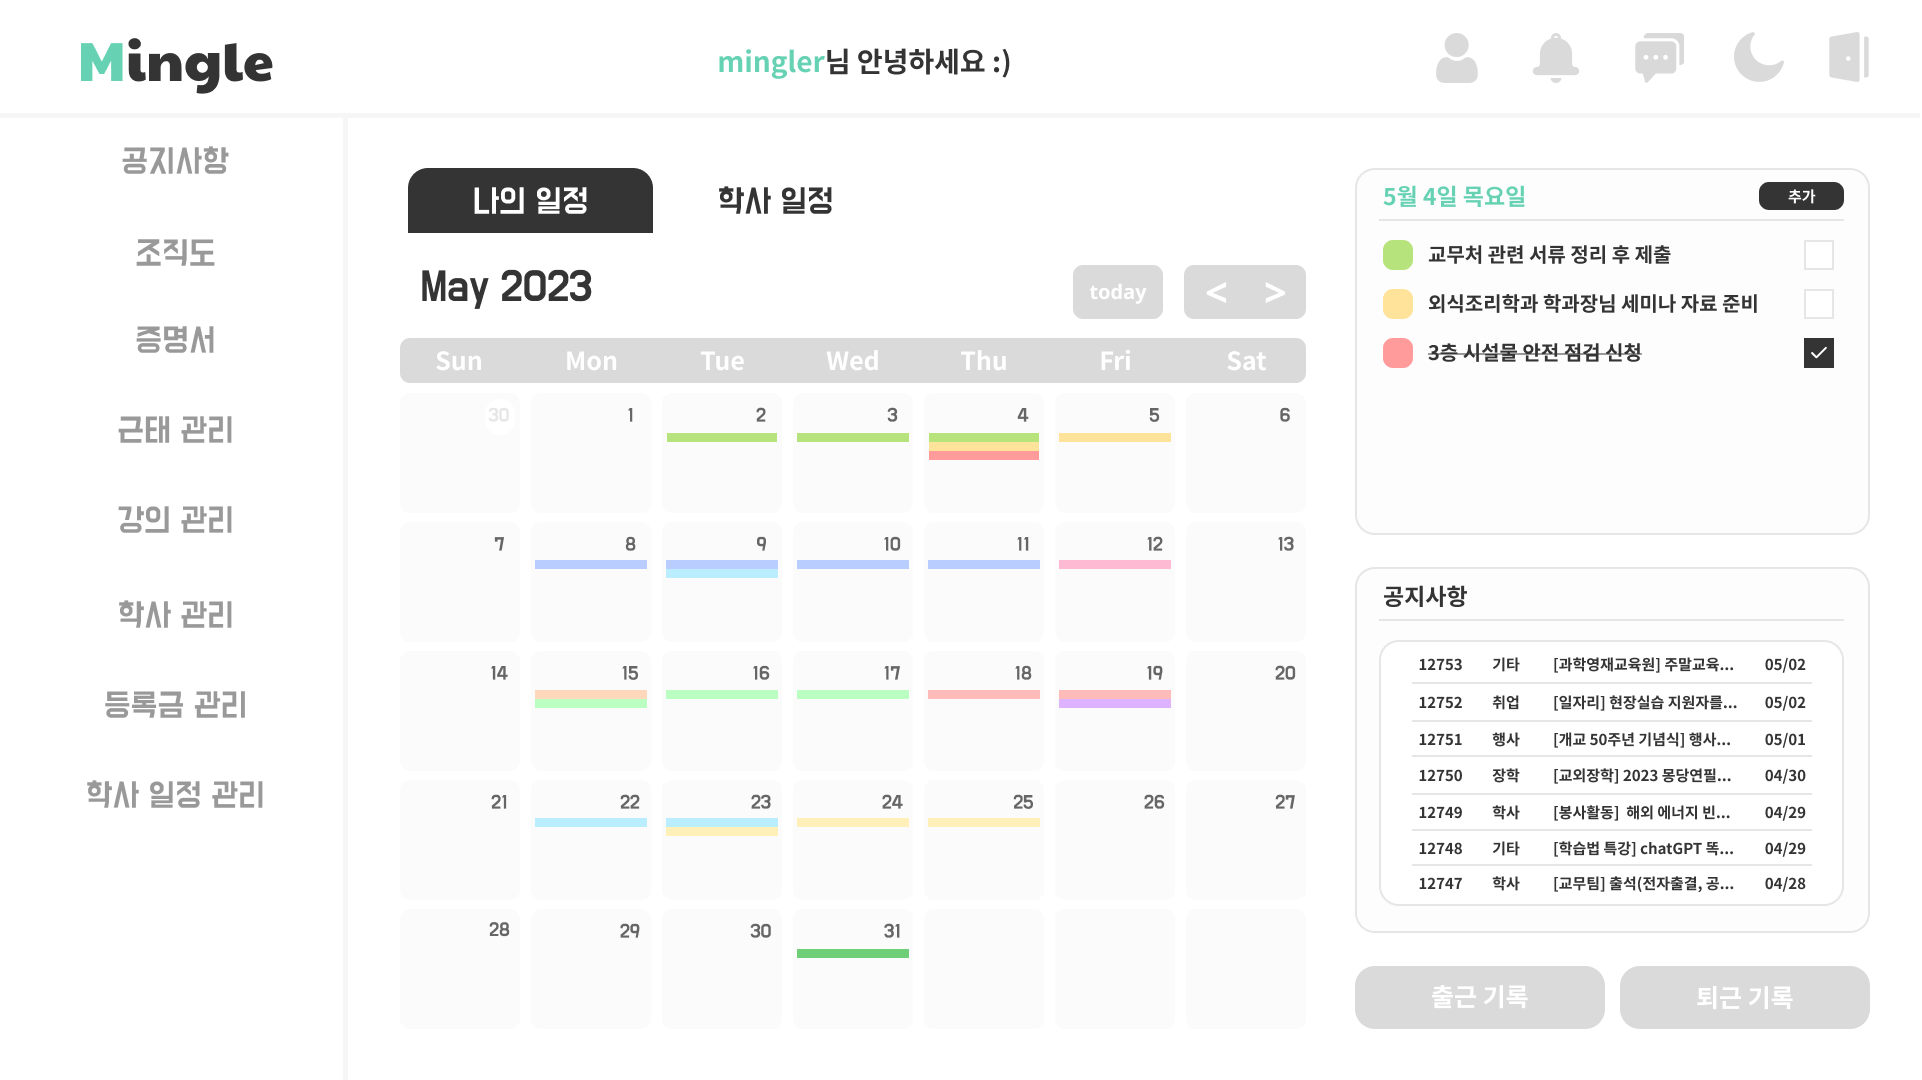 Mingle
mingler님 안녕하세요 :)
공지사항
조직도
증명서
근태 관리
강의 관리
학사 관리
등록금 관리
학사 일정 관리
나의 일정
학사 일정
May 2023
today
< >
Sun Mon Tue Wed Thu Fri Sat
30 1 2 3 4 5 6
7 8 9 10 11 12 13
14 15 16 17 18 19 20
21 22 23 24 25 26 27
28 29 30 31
5월 4일 목요일
추가
교무처 관련 서류 정리 후 제출
외식조리학과 학과장님 세미나 자료 준비
3층 시설물 안전 점검 신청
공지사항
12753 기타 [과학영재교육원] 주말교육... 05/02
12752 취업 [일자리] 현장실습 지원자를... 05/02
12751 행사 [개교 50주년 기념식] 행사... 05/01
12750 장학 [교외장학] 2023 몽당연필... 04/30
12749 학사 [봉사활동] 해외 에너지 빈... 04/29
12748 기타 [학습법 특강] chatGPT 똑... 04/29
12747 학사 [교무팀] 출석(전자출결, 공... 04/28
출근 기록
퇴근 기록